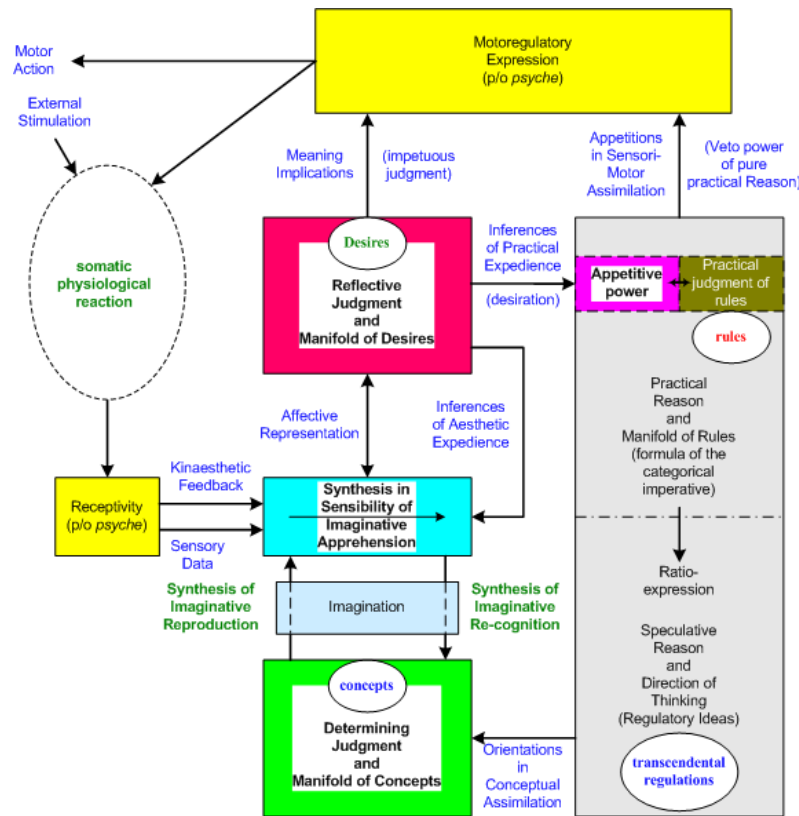 Motoregulatory
Expression
(p/o psyche)
Motor
Action
External
Stimulation
Meaning
Implications
(impetuous
judgment)
Appetitions
in Sensori-
Motor
Assimilation
(Veto power
of pure
practical Reason)
somatic
physiological
reaction
Desires
Reflective
Judgment
and
Manifold of Desires
Inferences
of Practical
Expedience
(desiration)
Appetitive
power
Practical
judgment of
rules
rules
Affective
Representation
Inferences
of Aesthetic
Expedience
Practical
Reason
and
Manifold of Rules
(formula of the
categorical
imperative)
Kinaesthetic
Feedback
Receptivity
(p/o psyche)
Sensory
Data
Synthesis in
Sensibility of
Imaginative
Apprehension
Synthesis of
Imaginative
Reproduction
Imagination
Synthesis of
Imaginative
Re-cognition
Ratio-
expression
Speculative
Reason
and
Direction of
Thinking
(Regulatory Ideas)
concepts
Determining
Judgment
and
Manifold of Concepts
Orientations
in
Conceptual
Assimilation
transcendental
regulations